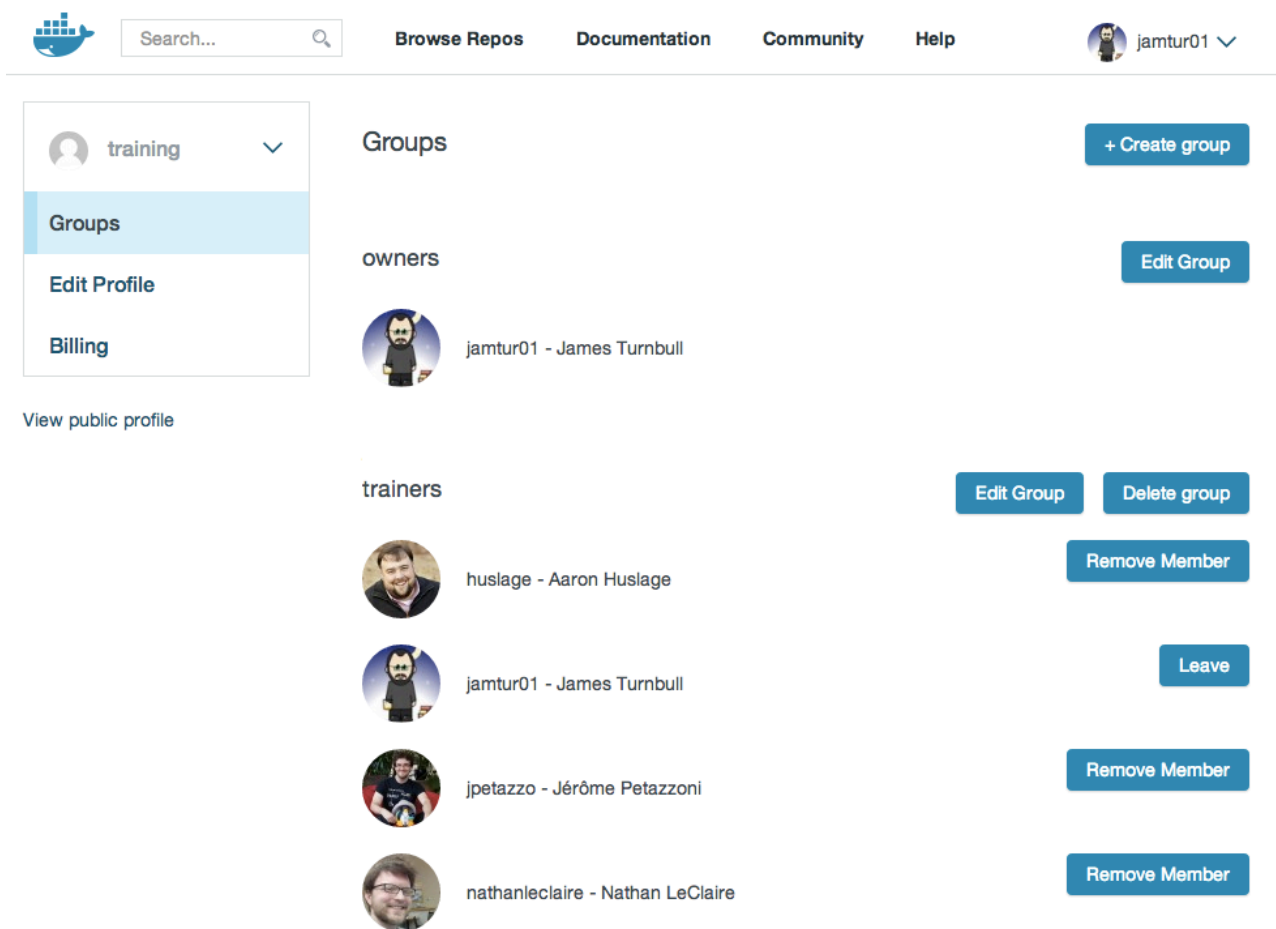 Search... Browse Repos Documentation Community Help jamtur01
training
Groups
Edit Profile
Billing
View public profile
Groups + Create group
owners Edit Group
jamtur01 - James Turnbull
trainers Edit Group Delete group
huslage - Aaron Huslage Remove Member
jamtur01 - James Turnbull Leave
jpetazzo - Jérôme Petazzoni Remove Member
nathanleclaire - Nathan LeClaire Remove Member